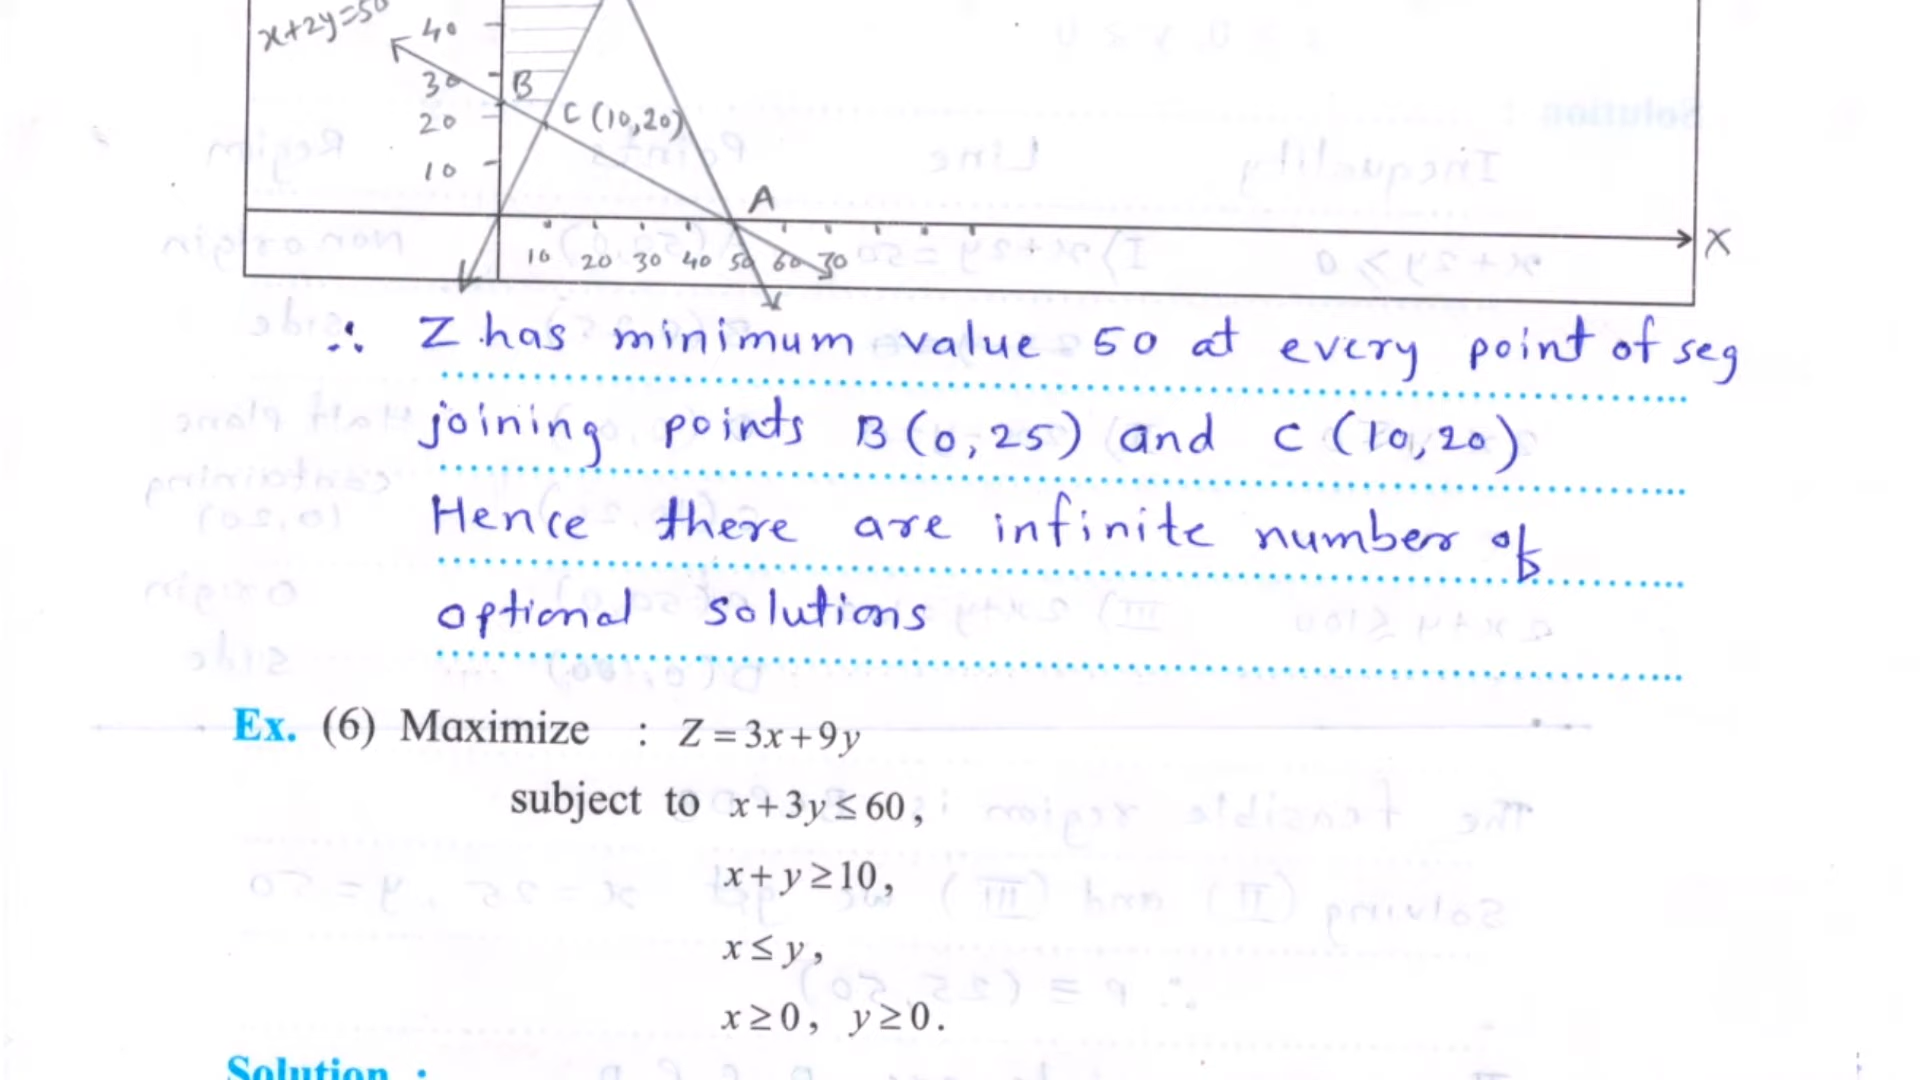 x+2y=50
40
30 B
20 C (10,20)
10
A
X
10 20 30 40 50 60 70
∴ Z has minimum value 50 at every point of seg
joining points B (0,25) and C (10,20)
Hence there are infinite number of
optional solutions
Ex. (6) Maximize : Z = 3x+9y
subject to x+3y ≤ 60,
x+y ≥ 10,
x ≤ y,
x ≥ 0, y ≥ 0.
Solution :